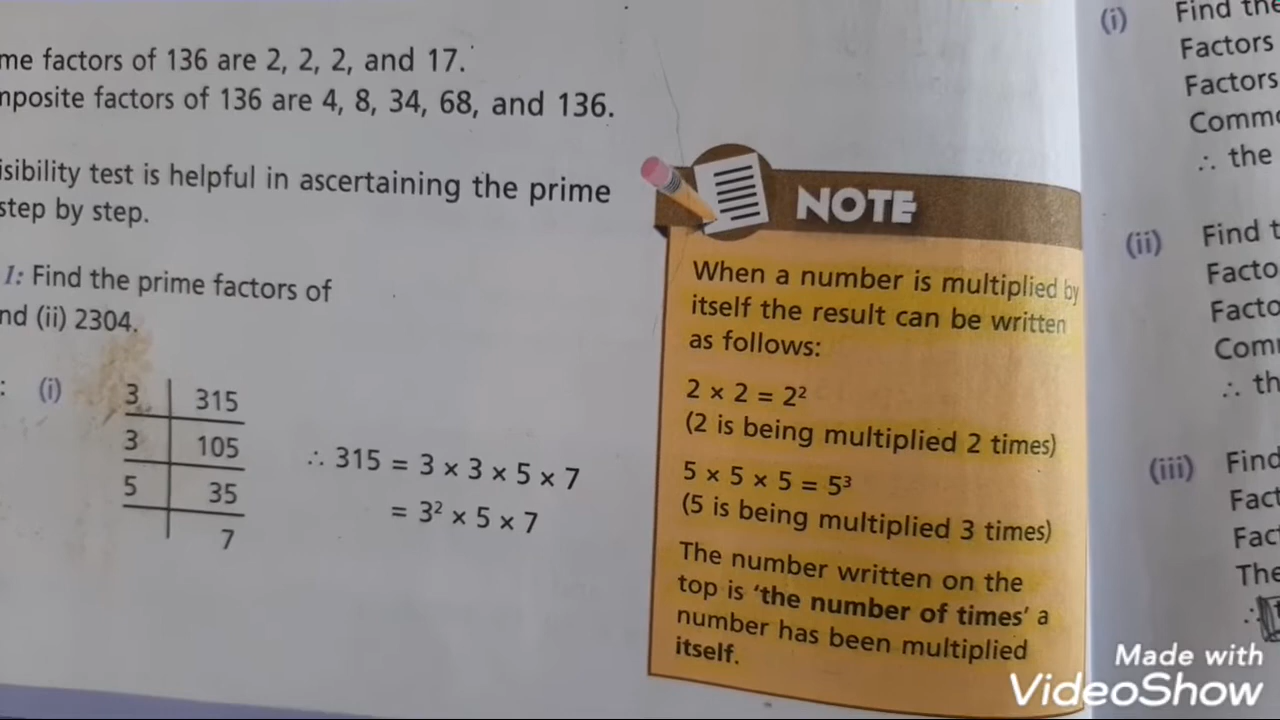 me factors of 136 are 2, 2, 2, and 17.
mposite factors of 136 are 4, 8, 34, 68, and 136.
isibility test is helpful in ascertaining the prime
step by step.
1: Find the prime factors of
nd (ii) 2304.
: (i)
3 315
3 105
5 35
7
∴ 315 = 3 × 3 × 5 × 7
= 3² × 5 × 7
NOTE
When a number is multiplied by
itself the result can be written
as follows:
2 × 2 = 2²
(2 is being multiplied 2 times)
5 × 5 × 5 = 5³
(5 is being multiplied 3 times)
The number written on the
top is ‘the number of times’ a
number has been multiplied
itself.
(i) Find the
Factors
Factors
Commo
∴ the
(ii) Find t
Facto
Facto
Com
∴ th
(iii) Find
Fact
Fac
The
∴
Made with
VideoShow